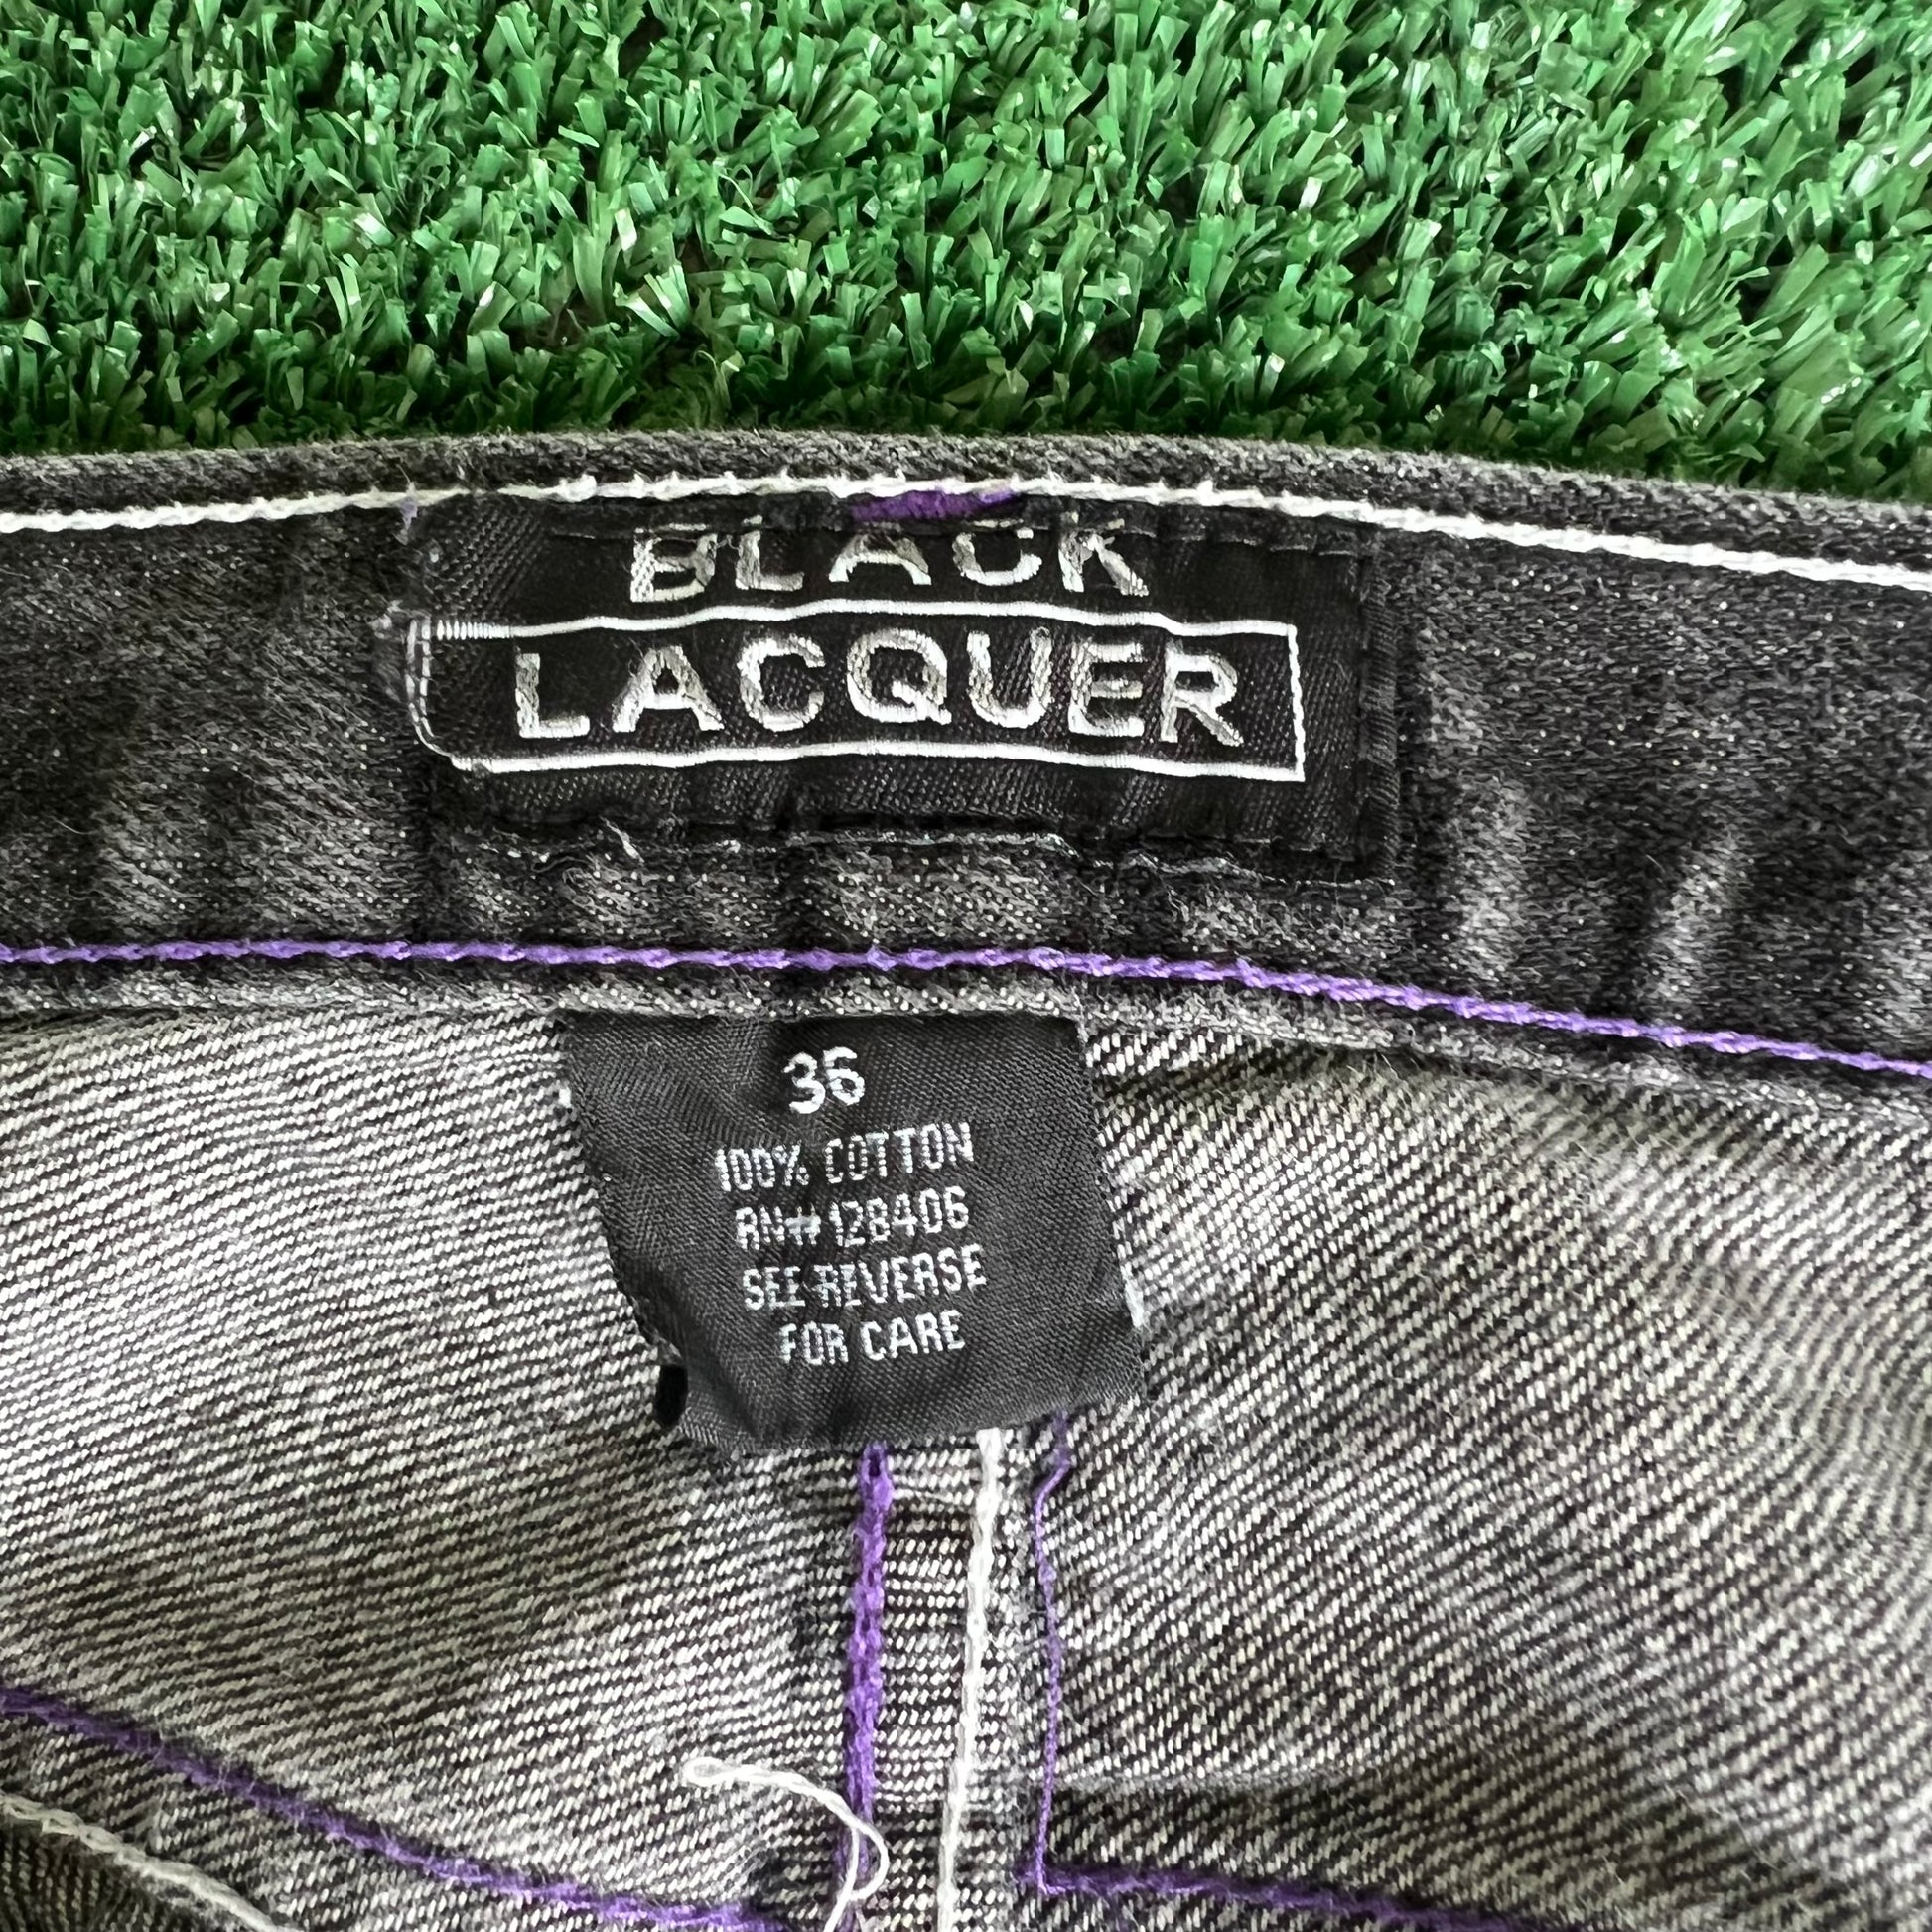 BLACK
LACQUER
36
100% COTTON
RN# 128406
SEE REVERSE
FOR CARE